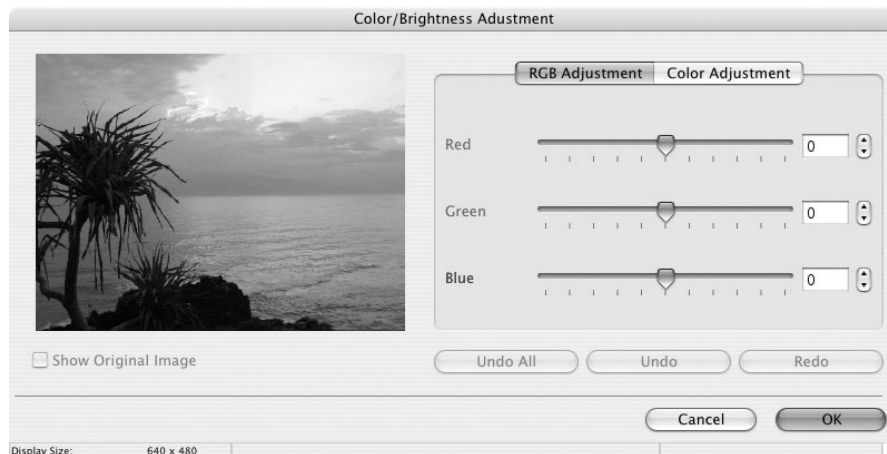 Color/Brightness Adustment
RGB Adjustment Color Adjustment
Red 0
Green 0
Blue 0
Show Original Image
Undo All Undo Redo
Cancel OK
Display Size: 640 x 480